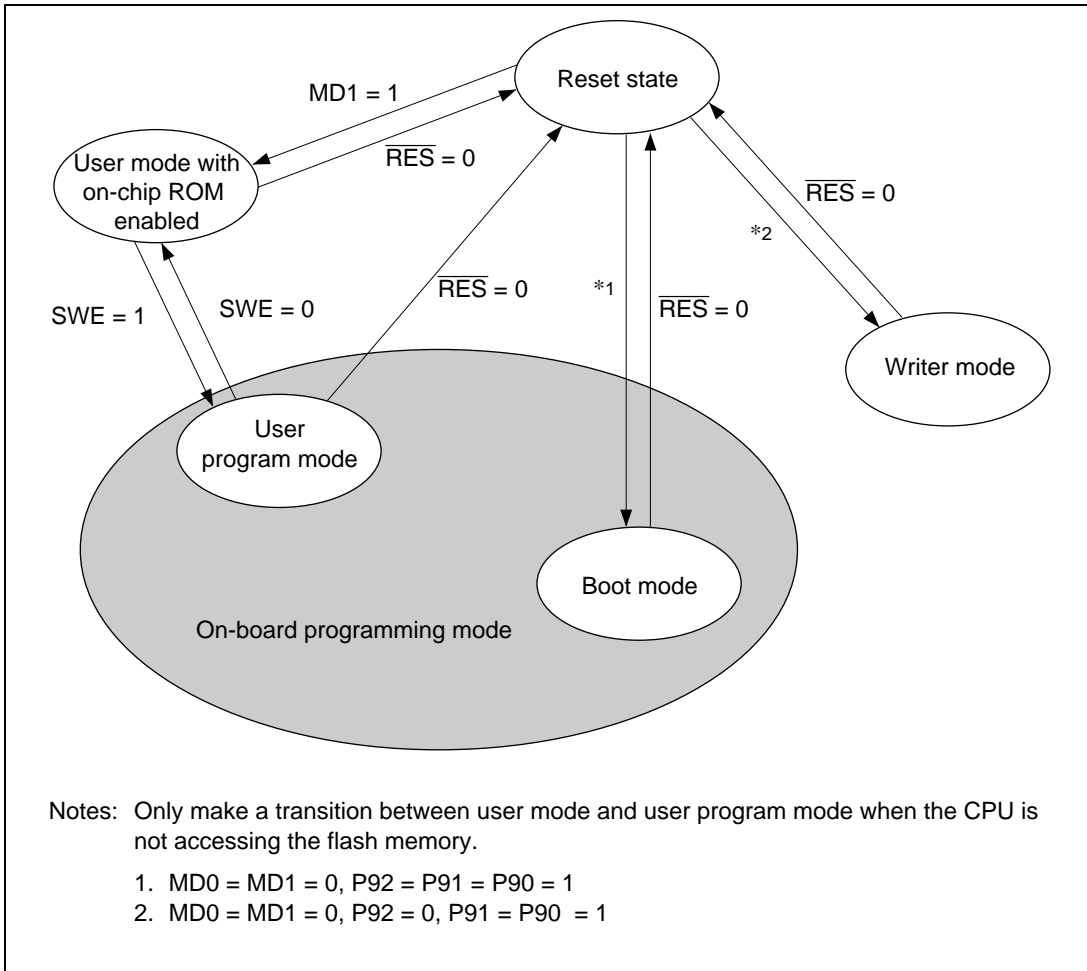 Reset state
MD1 = 1
RES = 0
User mode with
on-chip ROM
enabled
RES = 0
*2
SWE = 1
SWE = 0
RES = 0
*1
RES = 0
Writer mode
User
program mode
Boot mode
On-board programming mode
Notes: Only make a transition between user mode and user program mode when the CPU is
not accessing the flash memory.
1. MD0 = MD1 = 0, P92 = P91 = P90 = 1
2. MD0 = MD1 = 0, P92 = 0, P91 = P90 = 1